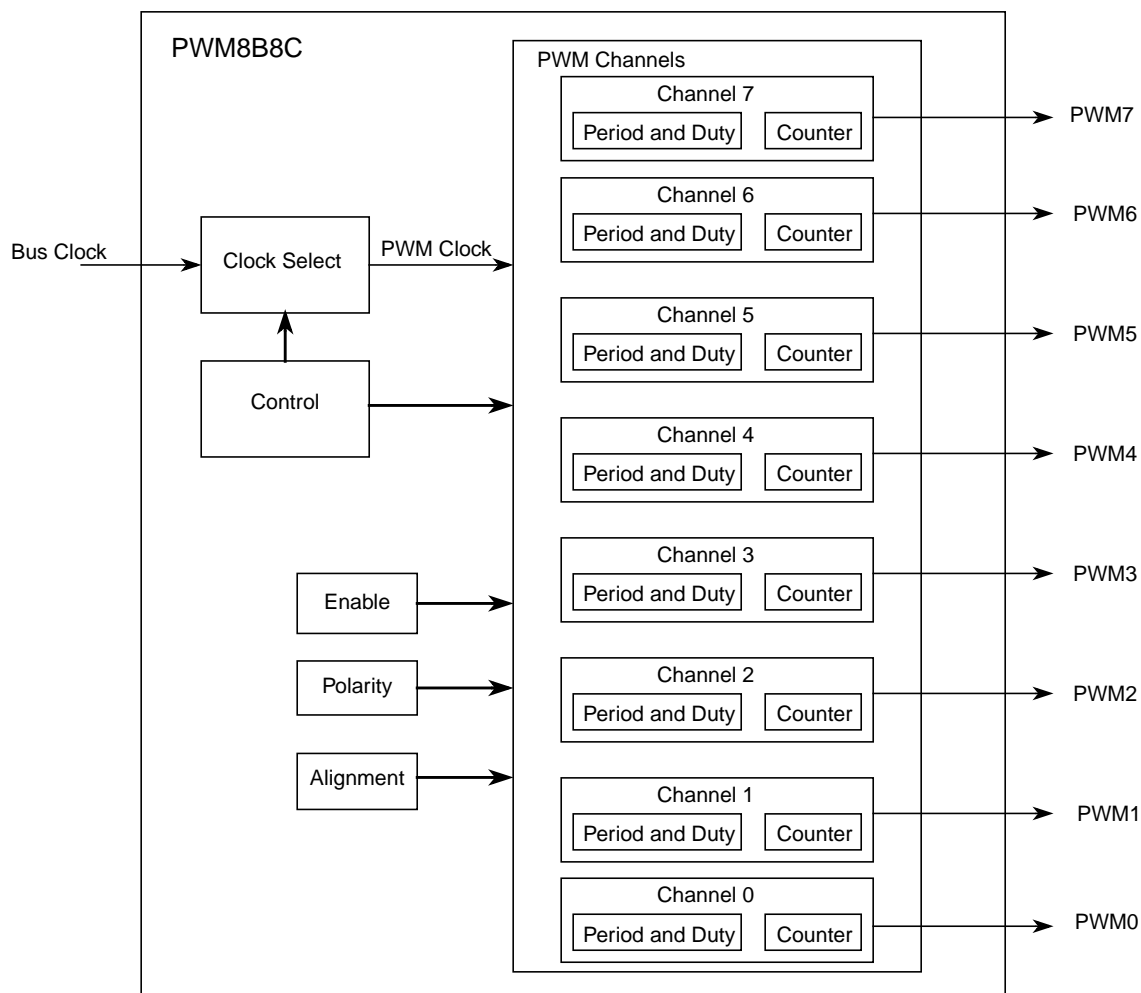 PWM8B8C
PWM Channels
Channel 7
Period and Duty
Counter
PWM7
Channel 6
Period and Duty
Counter
PWM6
Bus Clock
Clock Select
PWM Clock
Channel 5
Period and Duty
Counter
PWM5
Control
Channel 4
Period and Duty
Counter
PWM4
Channel 3
Period and Duty
Counter
PWM3
Enable
Polarity
Channel 2
Period and Duty
Counter
PWM2
Alignment
Channel 1
Period and Duty
Counter
PWM1
Channel 0
Period and Duty
Counter
PWM0